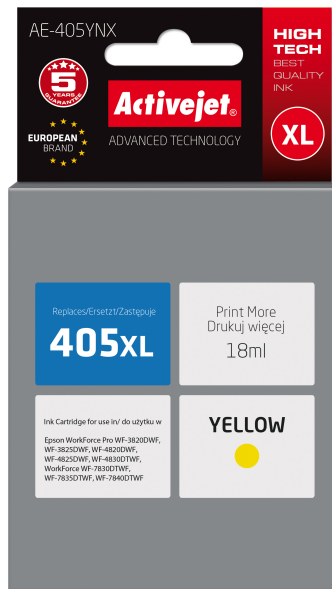 AE-405YNX
HIGH
TECH
BEST
QUALITY
INK
5
YEARS
GUARANTEE
Activejet®
XL
EUROPEAN
BRAND
ADVANCED TECHNOLOGY
Replaces/Ersetzt/Zastępuje
405XL
Print More
Drukuj więcej
18ml
Ink Cartridge for use in/ do użytku w
Epson WorkForce Pro WF-3820DWF,
WF-3825DWF, WF-4820DWF,
WF-4825DWF, WF-4830DTWF,
WorkForce WF-7830DTWF,
WF-7835DTWF, WF-7840DTWF
YELLOW